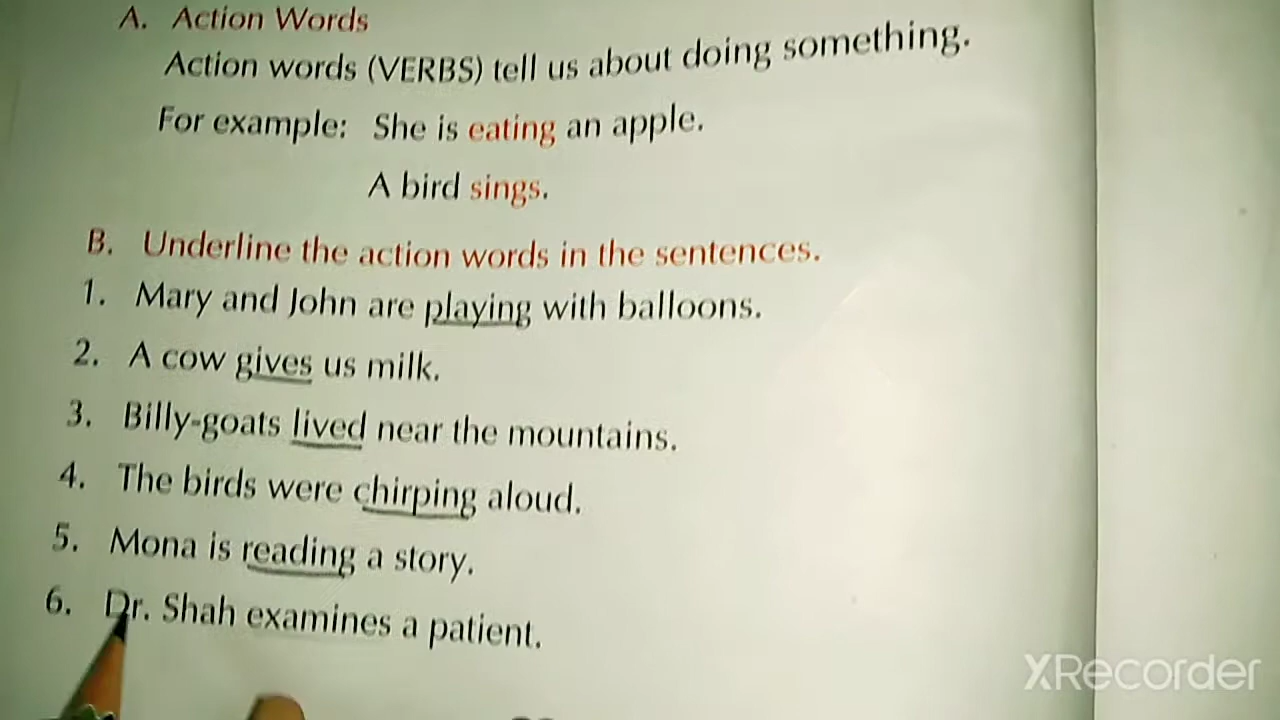 A. Action Words
Action words (VERBS) tell us about doing something.
For example: She is eating an apple.
A bird sings.
B. Underline the action words in the sentences.
1. Mary and John are playing with balloons.
2. A cow gives us milk.
3. Billy-goats lived near the mountains.
4. The birds were chirping aloud.
5. Mona is reading a story.
6. Dr. Shah examines a patient.
XRecorder